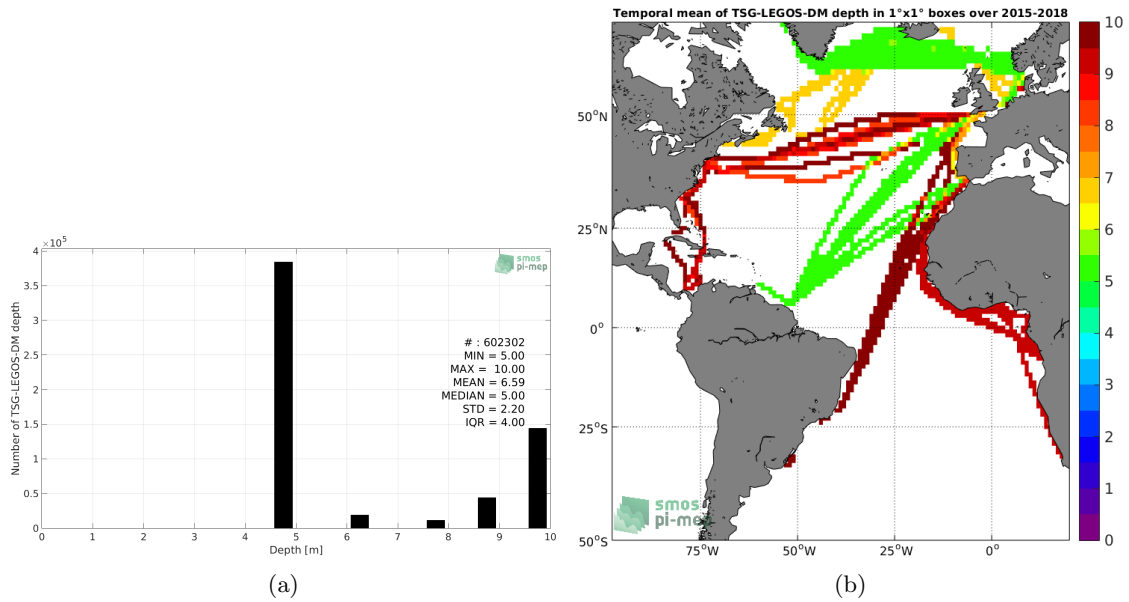 ×10^5
4
3.5
3
2.5
2
1.5
1
0.5
0
Number of TSG-LEGOS-DM depth
smos
pi-mep
# : 602302
MIN = 5.00
MAX = 10.00
MEAN = 6.59
MEDIAN = 5.00
STD = 2.20
IQR = 4.00
0 1 2 3 4 5 6 7 8 9 10
Depth [m]
(a)
Temporal mean of TSG-LEGOS-DM depth in 1°x1° boxes over 2015-2018
50°N
25°N
0°
25°S
50°S
75°W 50°W 25°W 0°
smos
pi-mep
10
9
8
7
6
5
4
3
2
1
0
(b)